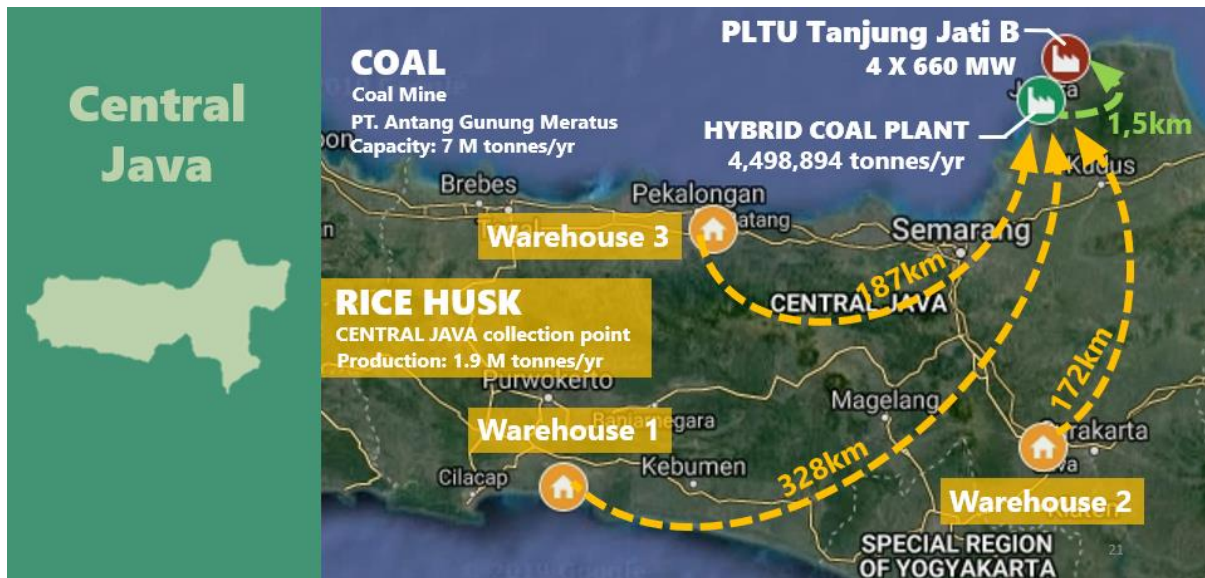 Central
Java
COAL
Coal Mine
PT. Antang Gunung Meratus
Capacity: 7 M tonnes/yr
PLTU Tanjung Jati B
4 X 660 MW
HYBRID COAL PLANT
4,498,894 tonnes/yr
1,5km
Kudus
Brebes
Pekalongan
Semarang
Warehouse 3
187km
CENTRAL JAVA
RICE HUSK
CENTRAL JAVA collection point
Production: 1.9 M tonnes/yr
172km
Purwokerto
Magelang
Warehouse 1
328km
Kebumen
Cilacap
Warehouse 2
SPECIAL REGION
OF YOGYAKARTA
21